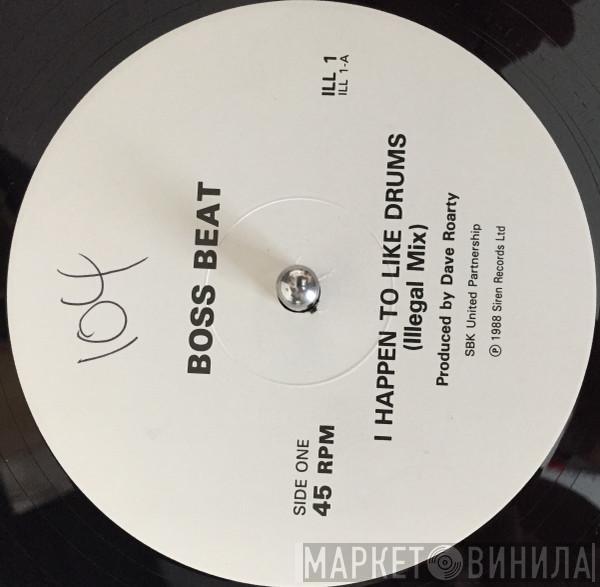 104
BOSS BEAT
SIDE ONE
45 RPM
ILL 1
ILL 1-A
I HAPPEN TO LIKE DRUMS
(Illegal Mix)
Produced by Dave Roarty
SBK United Partnership
℗ 1988 Siren Records Ltd
МАРКЕТ ВИНИЛА